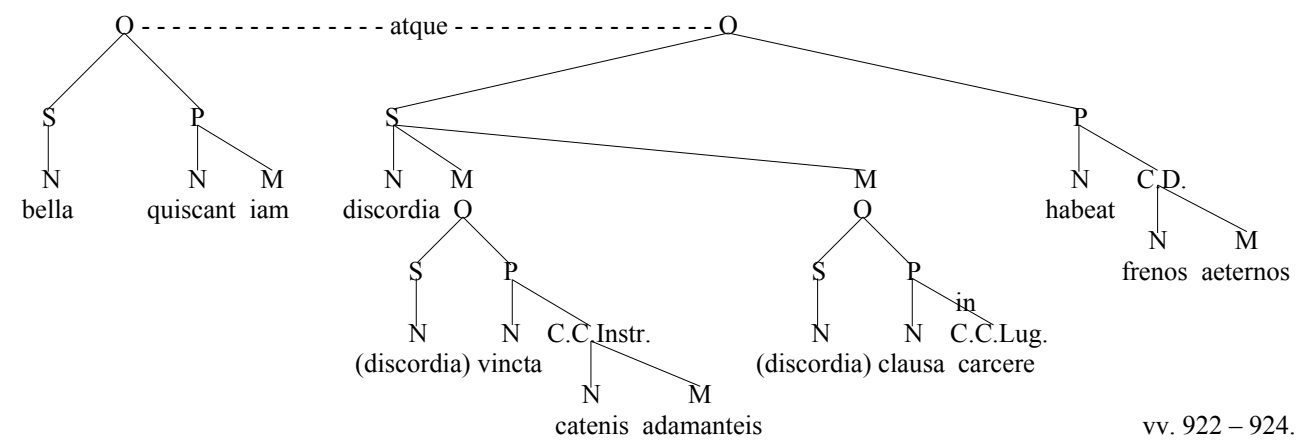 O - - - - - - - - - - - - - - - - atque - - - - - - - - - - - - - - - - - O
S P S P
N N M N M M N C.D.
bella quiscant iam discordia O O habeat
N M
frenos aeternos
S P S P
in
N N C.C.Instr. N N C.C.Lug.
(discordia) vincta (discordia) clausa carcere
N M
catenis adamanteis vv. 922 – 924.